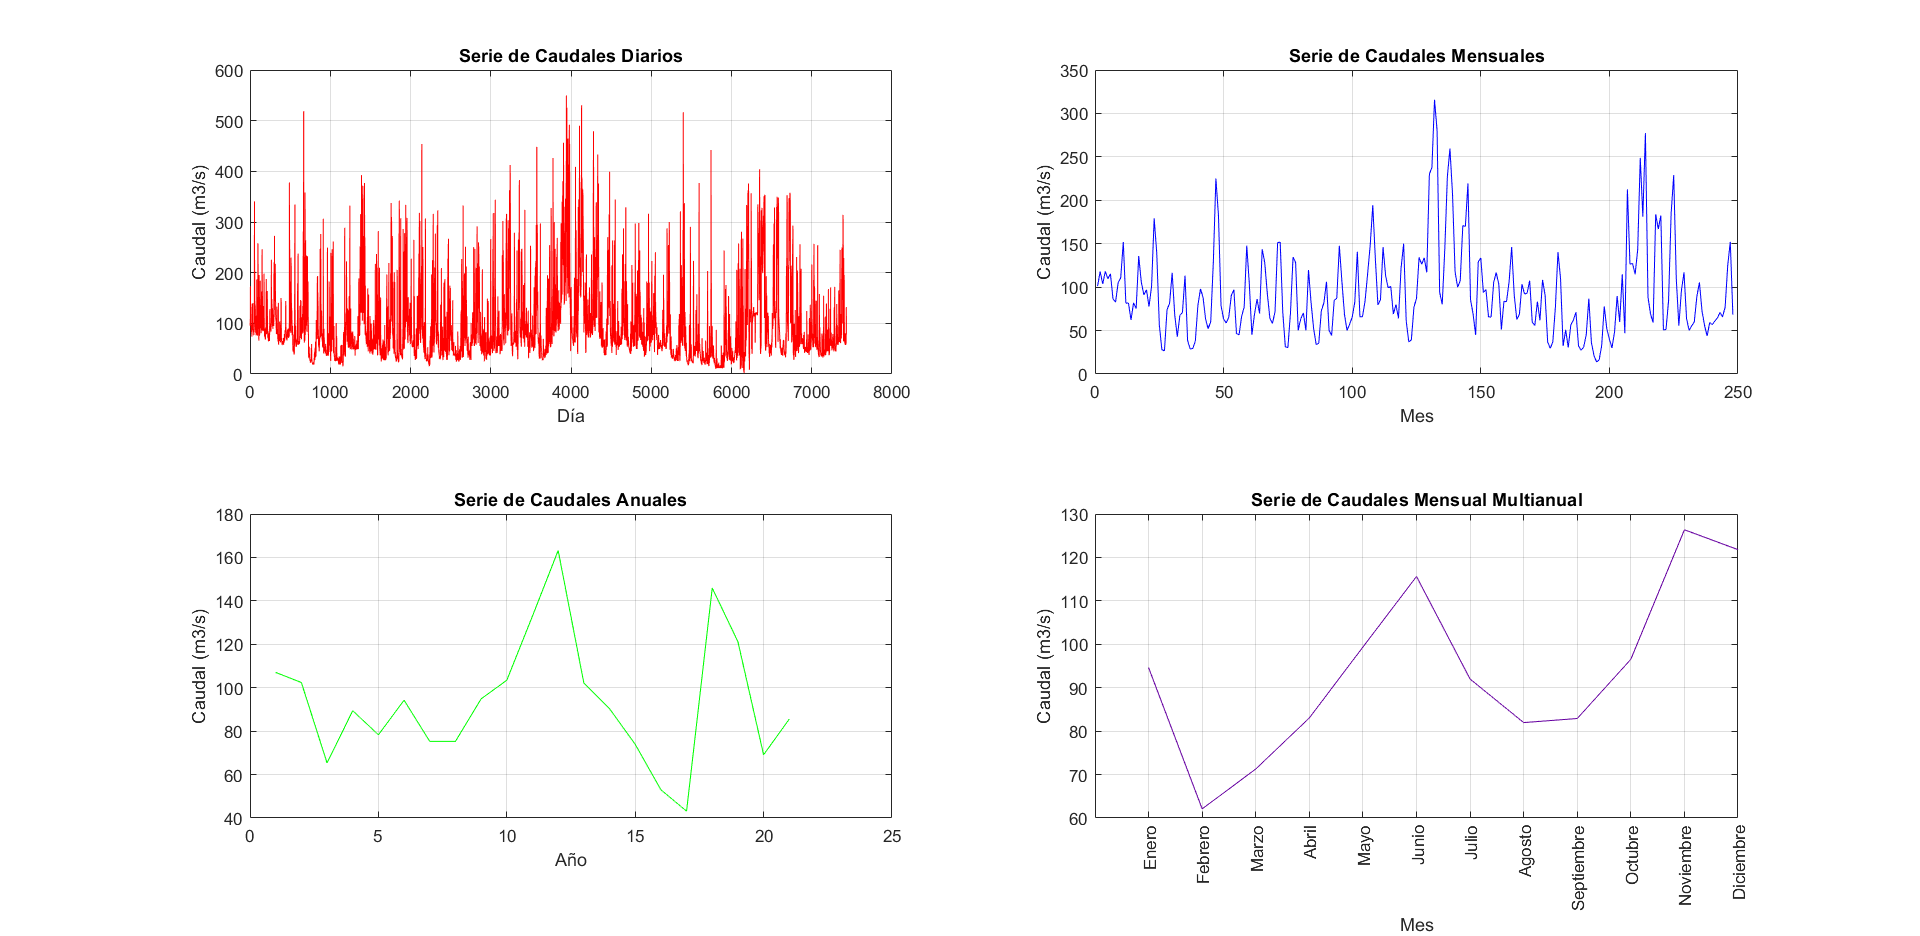 Serie de Caudales Diarios
600
500
400
300
200
100
0
Caudal (m3/s)
0 1000 2000 3000 4000 5000 6000 7000 8000
Día
Serie de Caudales Mensuales
350
300
250
200
150
100
50
0
Caudal (m3/s)
0 50 100 150 200 250
Mes
Serie de Caudales Anuales
180
160
140
120
100
80
60
40
Caudal (m3/s)
0 5 10 15 20 25
Año
Serie de Caudales Mensual Multianual
130
120
110
100
90
80
70
60
Caudal (m3/s)
Enero
Febrero
Marzo
Abril
Mayo
Junio
Julio
Agosto
Septiembre
Octubre
Noviembre
Diciembre
Mes